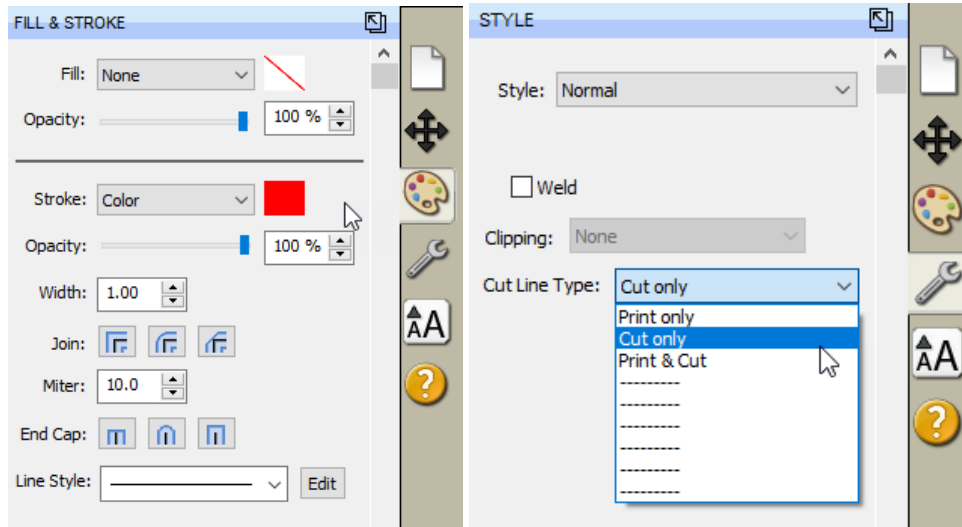 FILL & STROKE
Fill: None
Opacity: 100 %
Stroke: Color
Opacity: 100 %
Width: 1.00
Join:
Miter: 10.0
End Cap:
Line Style: Edit
AA
?
STYLE
Style: Normal
Weld
Clipping: None
Cut Line Type: Cut only
Print only
Cut only
Print & Cut
---------
---------
---------
---------
---------
---------
AA
?